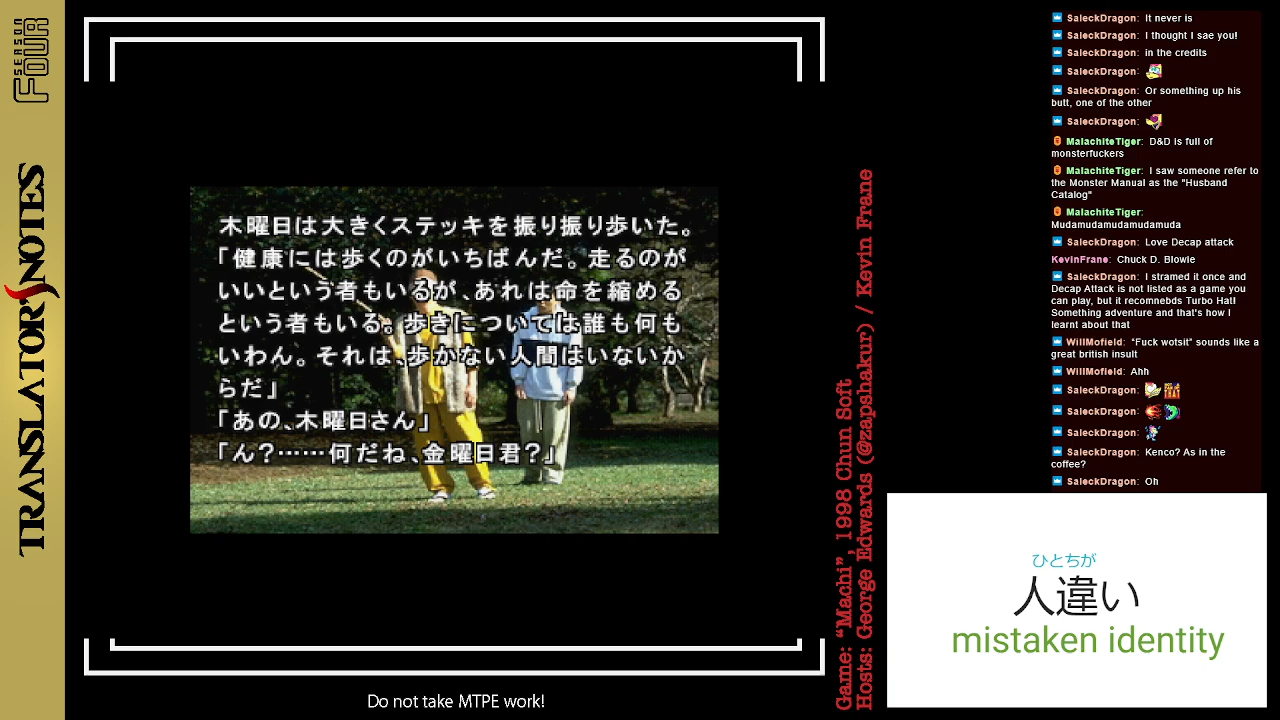 SEASON
FOUR
TRANSLATOR'S NOTES
木曜日は大きくステッキを振り振り歩いた。
「健康には歩くのがいちばんだ。走るのが
いいという者もいるが、あれは命を縮める
という者もいる。歩きについては誰も何も
いわん。それは、歩かない人間はいないか
らだ」
「あの、木曜日さん」
「ん?……何だね、金曜日君?」
Do not take MTPE work!
Game: "Machi", 1998 Chun Soft
Hosts: George Edwards (@zapshakur) / Kevin Frane
SaleckDragon: It never is
SaleckDragon: I thought I sae you!
SaleckDragon: in the credits
SaleckDragon:
SaleckDragon: Or something up his
butt, one of the other
SaleckDragon:
MalachiteTiger: D&D is full of
monsterfuckers
MalachiteTiger: I saw someone refer to
the Monster Manual as the "Husband
Catalog"
MalachiteTiger:
Mudamudamudamudamuda
SaleckDragon: Love Decap attack
KevinFrane: Chuck D. Blowie
SaleckDragon: I stramed it once and
Decap Attack is not listed as a game you
can play, but it recomnebds Turbo Hat!
Something adventure and that's how I
learnt about that
WillMofield: "Fuck wotsit" sounds like a
great british insult
WillMofield: Ahh
SaleckDragon:
SaleckDragon:
SaleckDragon:
SaleckDragon: Kenco? As in the
coffee?
SaleckDragon: Oh
ひとちが
人違い
mistaken identity